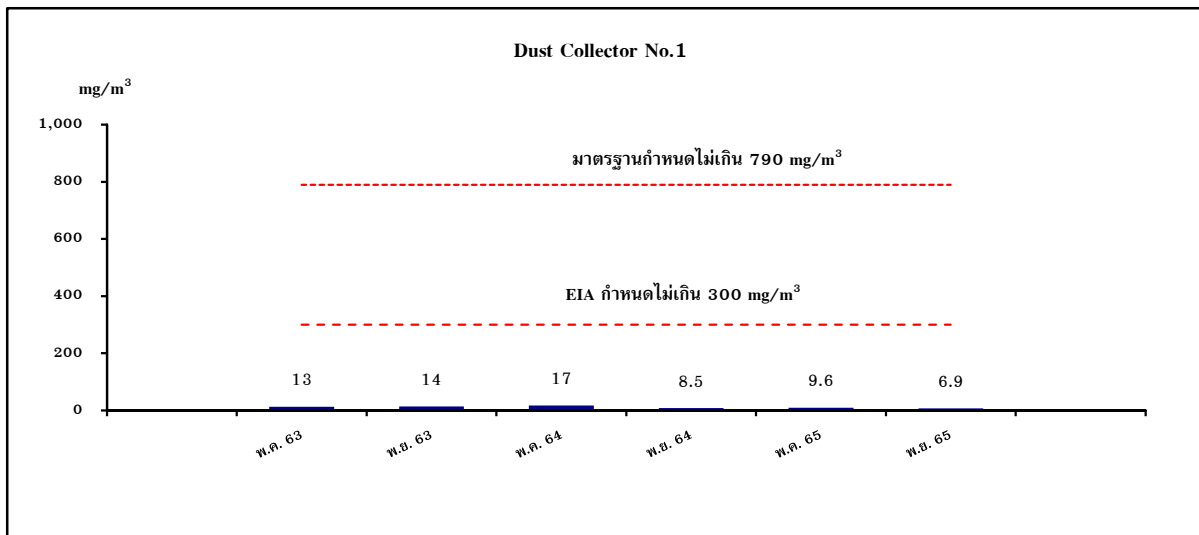 Dust Collector No.1
mg/m³
1,000
มาตรฐานกำหนดไม่เกิน 790 mg/m³
800
600
400
EIA กำหนดไม่เกิน 300 mg/m³
200
13 14 17 8.5 9.6 6.9
0
พ.ค. 63 พ.ย. 63 พ.ค. 64 พ.ย. 64 พ.ค. 65 พ.ย. 65